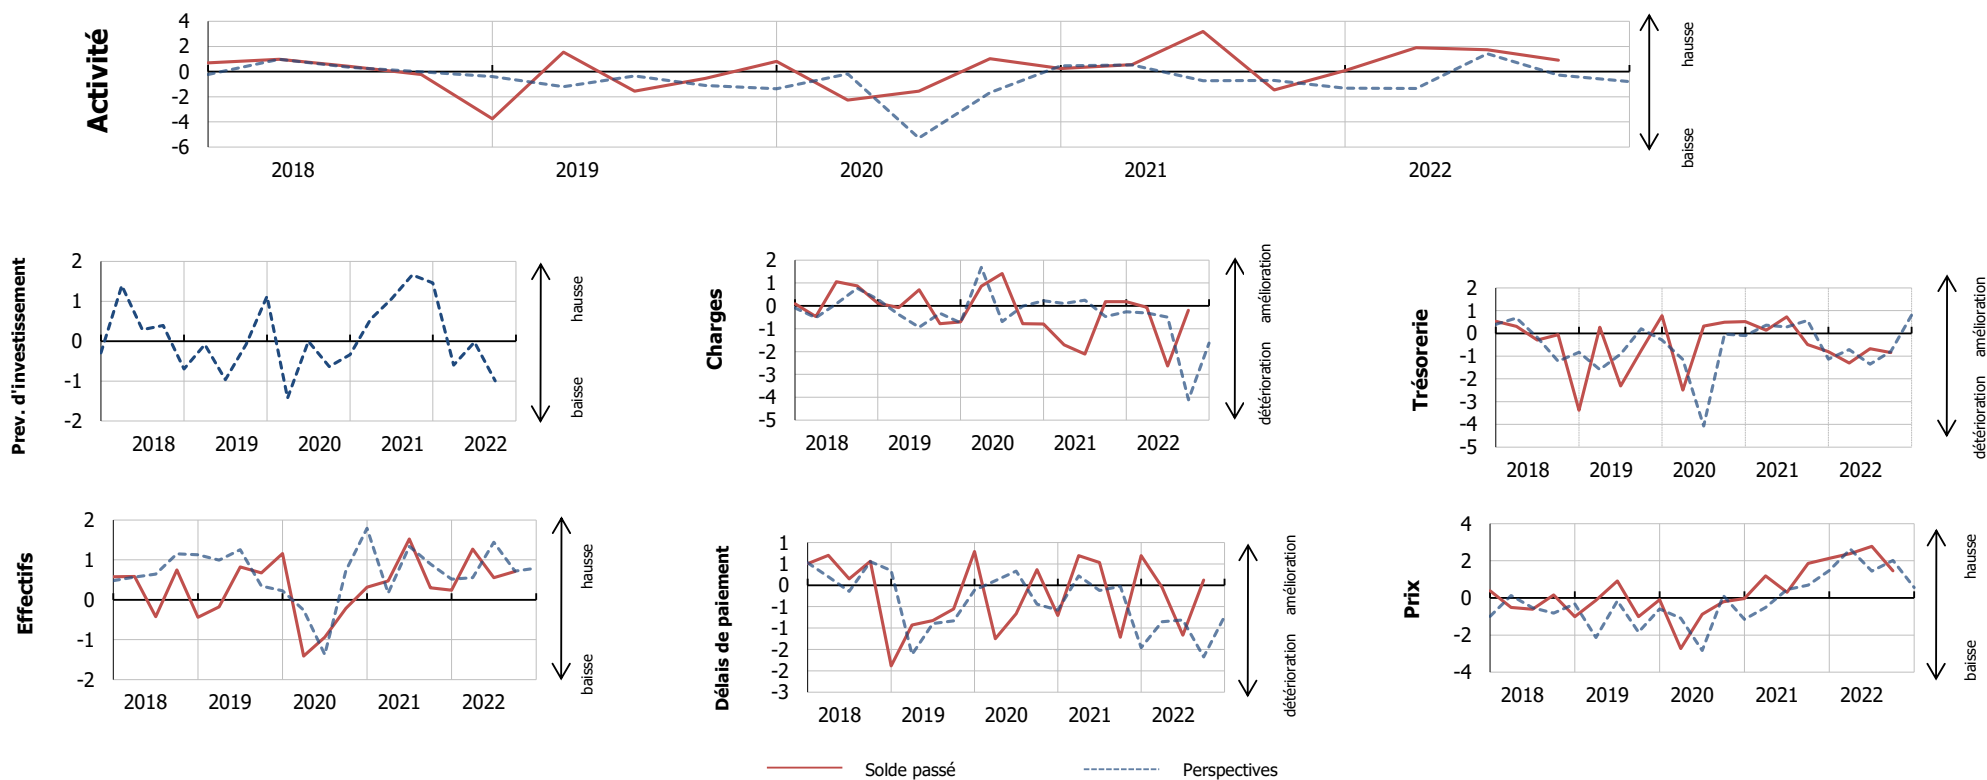 Activité
4
2
0
-2
-4
-6
2018 2019 2020 2021 2022
hausse
baisse
Prev. d'investissement
2
1
0
-1
-2
2018 2019 2020 2021 2022
hausse
baisse
Charges
2
1
0
-1
-2
-3
-4
-5
2018 2019 2020 2021 2022
amélioration
détérioration
Trésorerie
2
1
0
-1
-2
-3
-4
-5
2018 2019 2020 2021 2022
amélioration
détérioration
Effectifs
2
1
0
-1
-2
2018 2019 2020 2021 2022
hausse
baisse
Délais de paiement
1
1
0
-1
-1
-2
-2
-3
2018 2019 2020 2021 2022
amélioration
détérioration
Prix
4
2
0
-2
-4
2018 2019 2020 2021 2022
hausse
baisse
Solde passé Perspectives